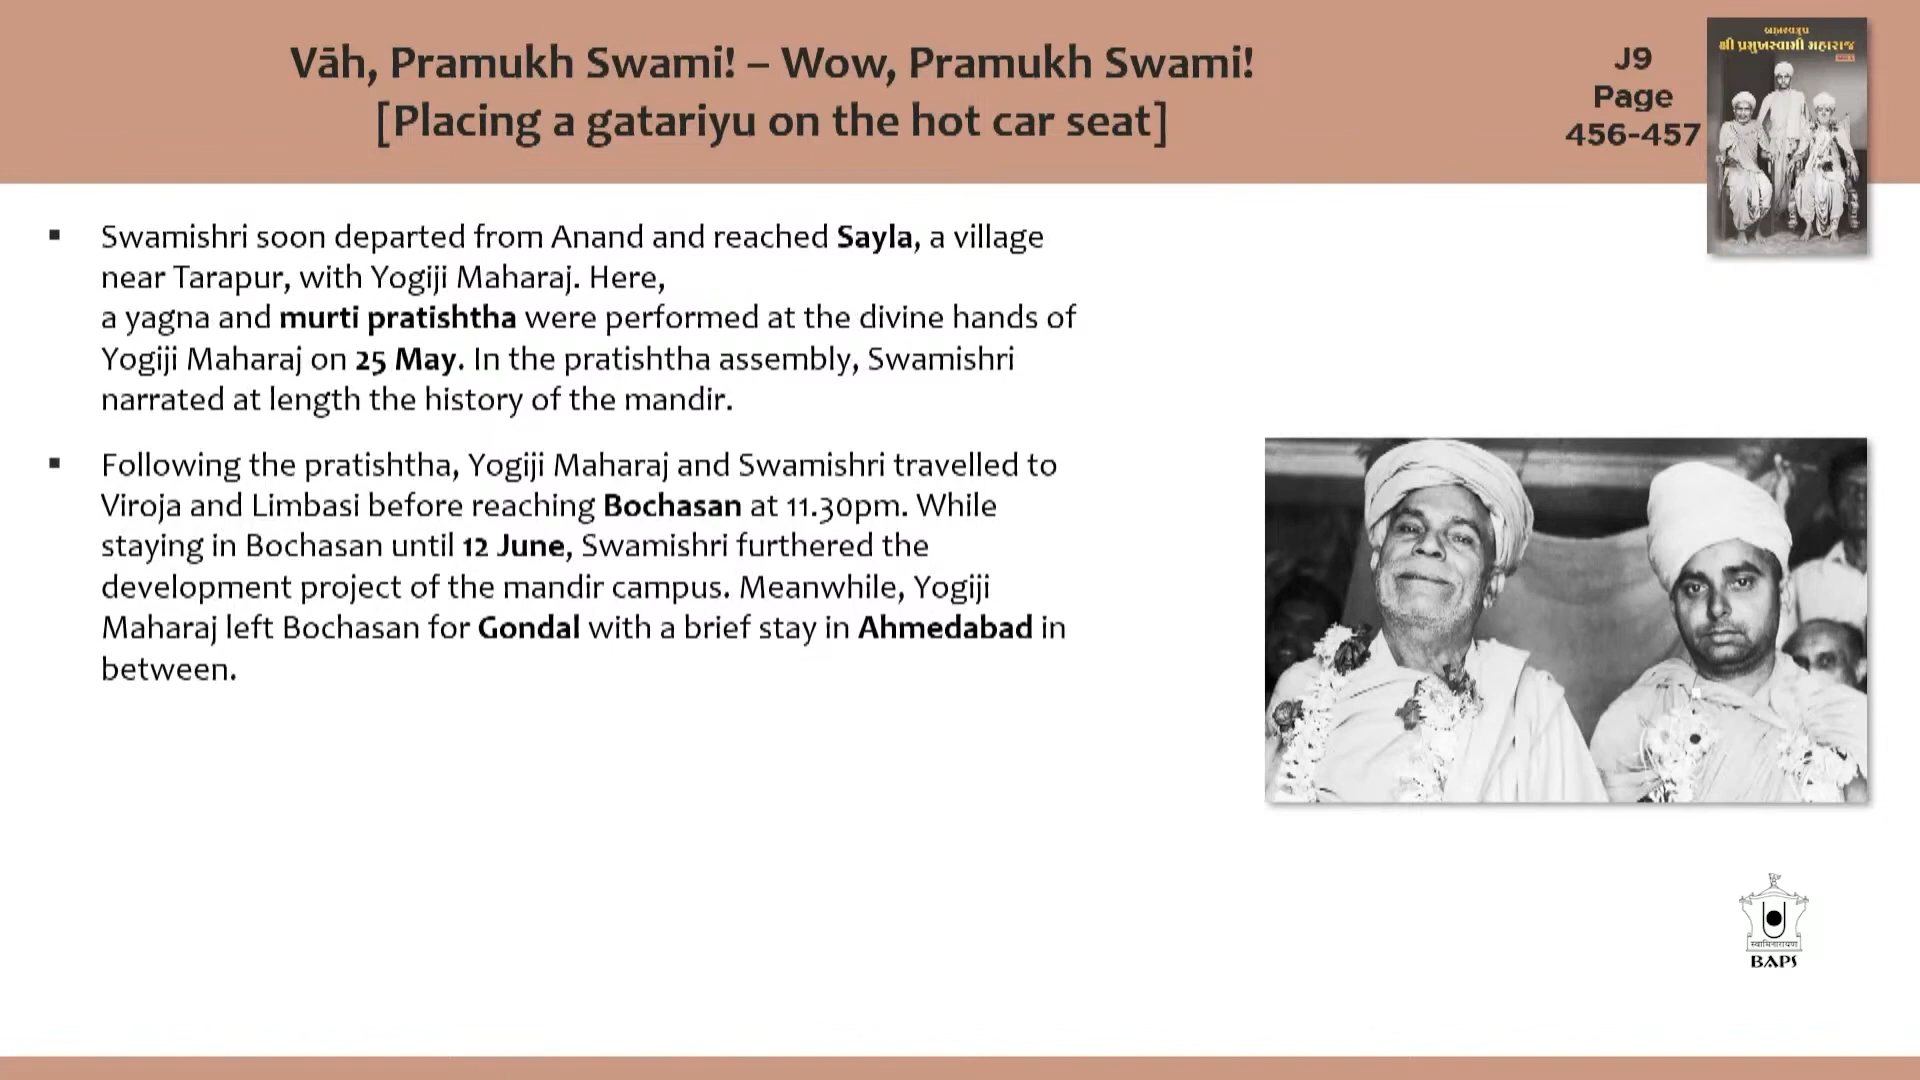 Vāh, Pramukh Swami! – Wow, Pramukh Swami!
[Placing a gatariyu on the hot car seat]
J9
Page
456-457
બ્રહ્મસ્વરૂપ
શ્રી પ્રમુખસ્વામી મહારાજ
▪ Swamishri soon departed from Anand and reached Sayla, a village
near Tarapur, with Yogiji Maharaj. Here,
a yagna and murti pratishtha were performed at the divine hands of
Yogiji Maharaj on 25 May. In the pratishtha assembly, Swamishri
narrated at length the history of the mandir.
▪ Following the pratishtha, Yogiji Maharaj and Swamishri travelled to
Viroja and Limbasi before reaching Bochasan at 11.30pm. While
staying in Bochasan until 12 June, Swamishri furthered the
development project of the mandir campus. Meanwhile, Yogiji
Maharaj left Bochasan for Gondal with a brief stay in Ahmedabad in
between.
स्वामिनारायण
BAPS